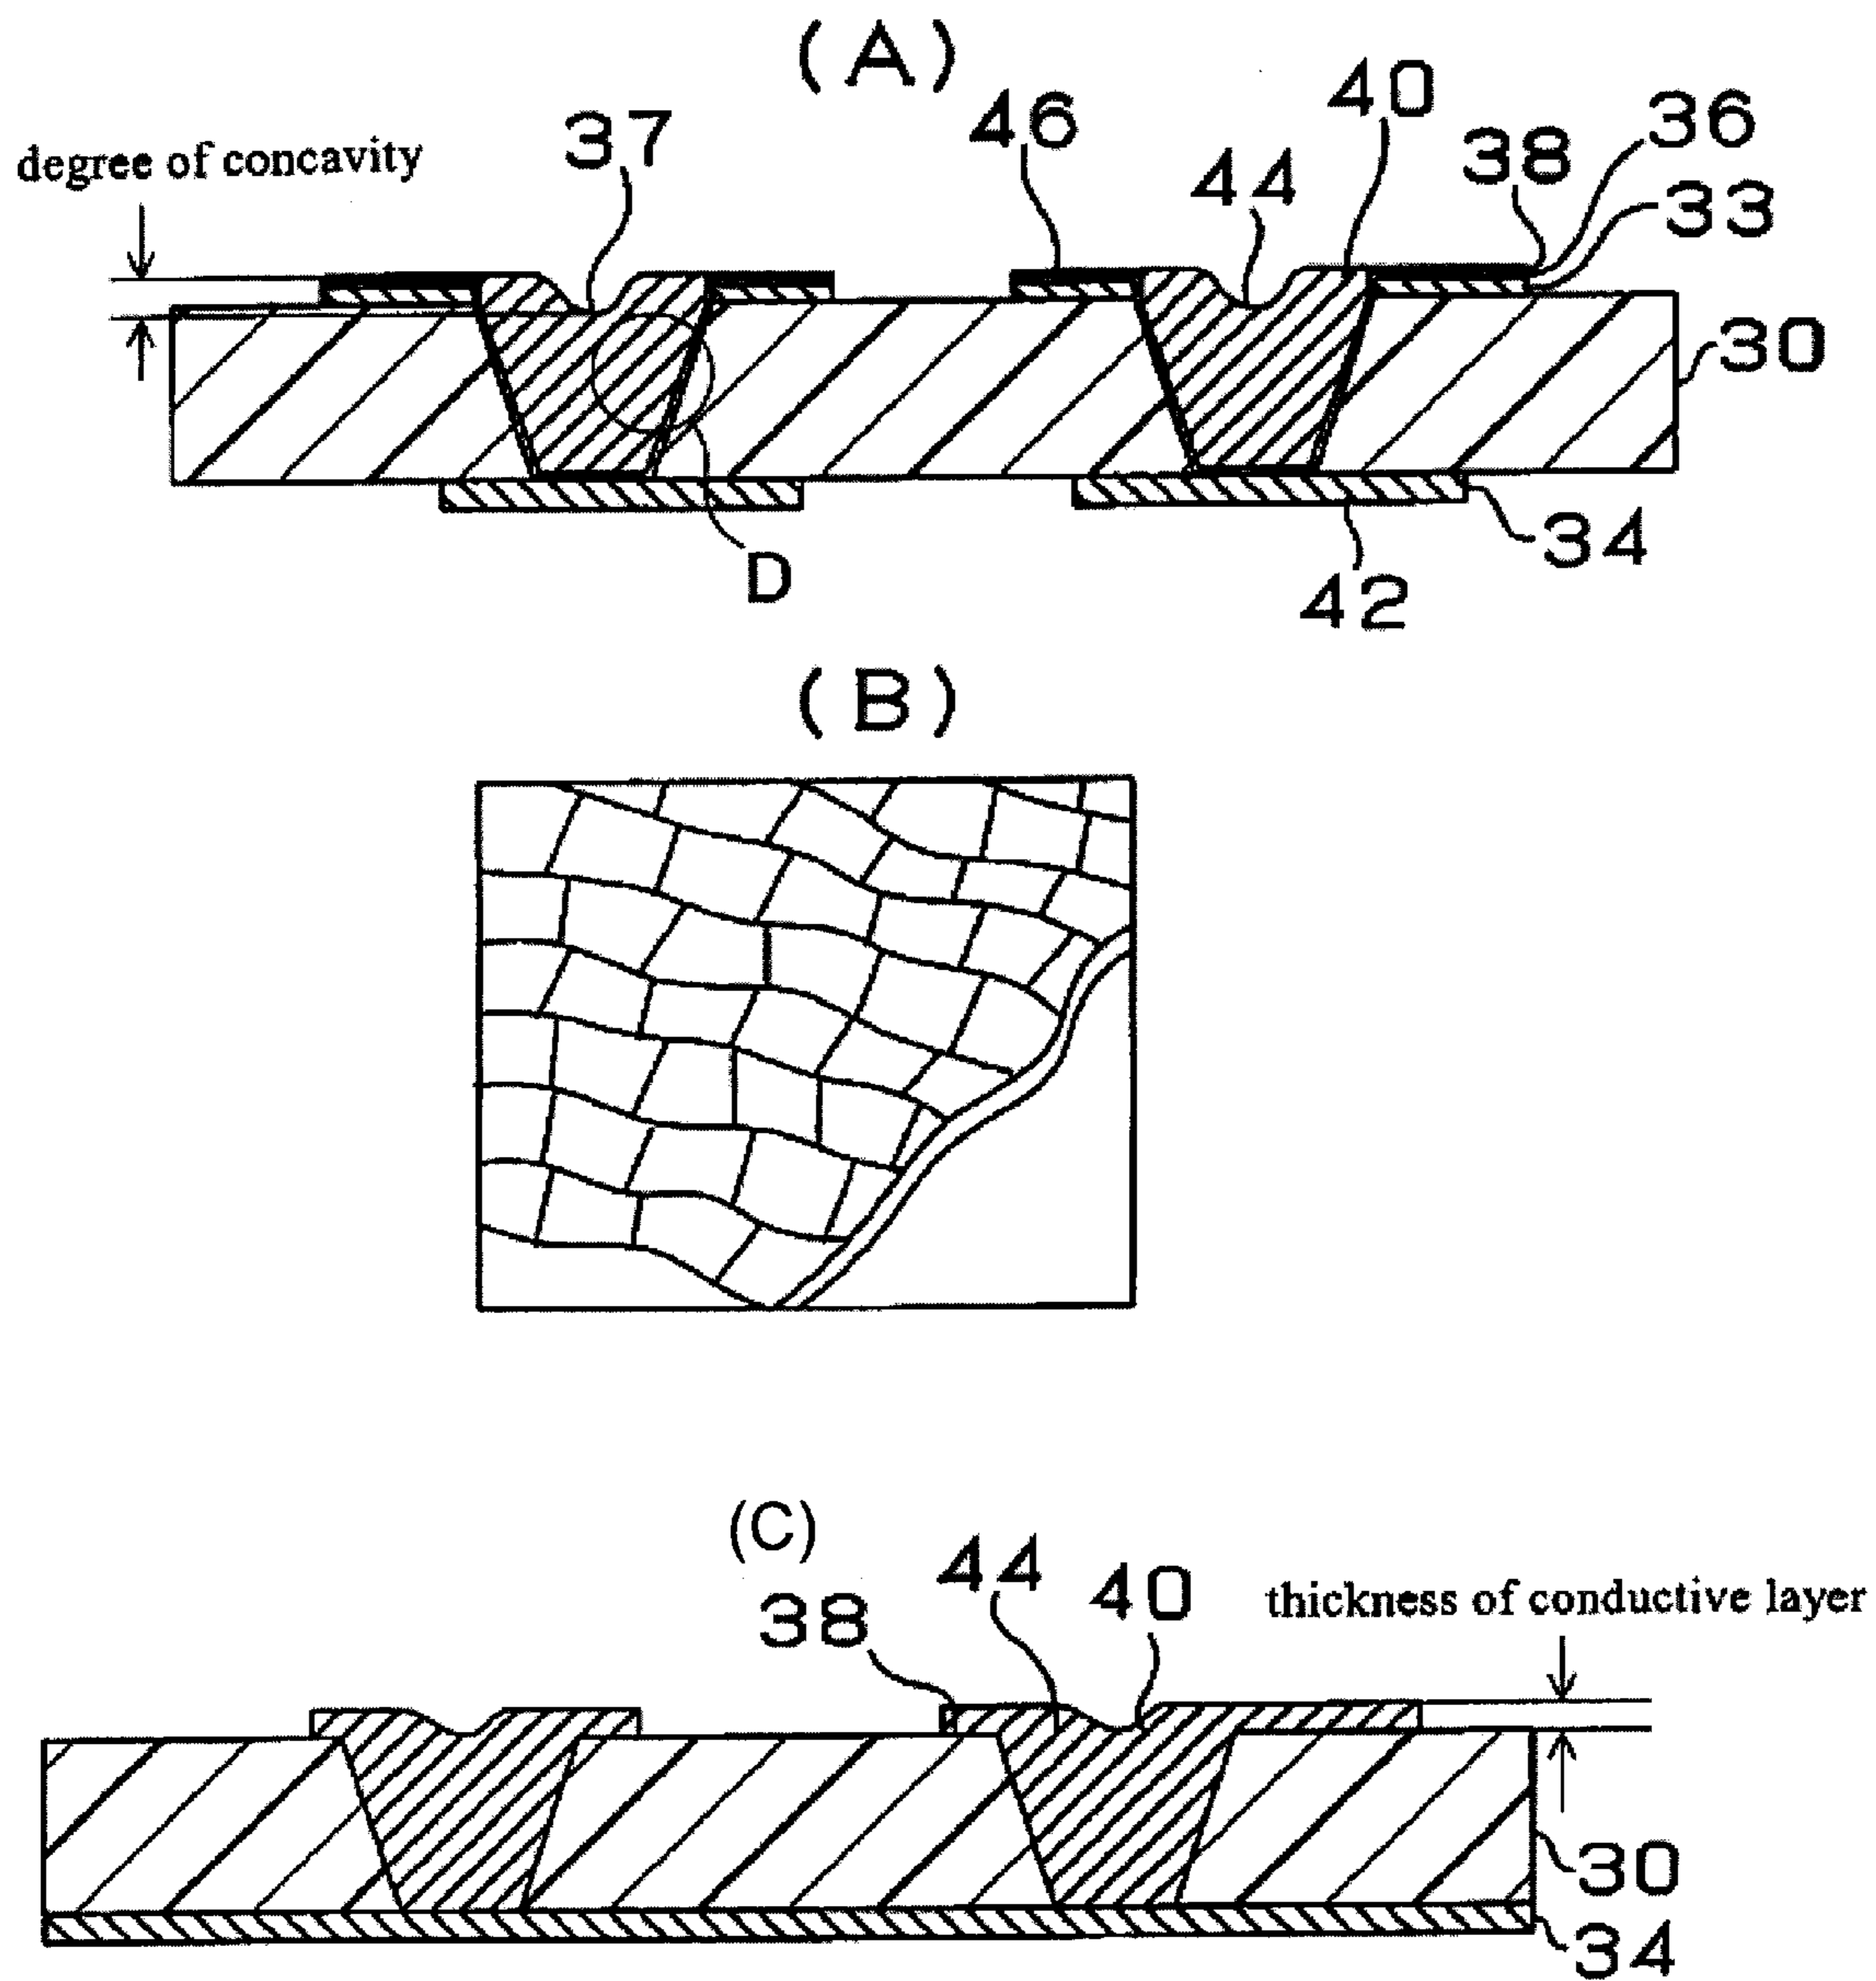 (A)
degree of concavity
37
46
44
40
38
36
33
30
D
42
34
(B)
(C)
38
44
40
thickness of conductive layer
30
34